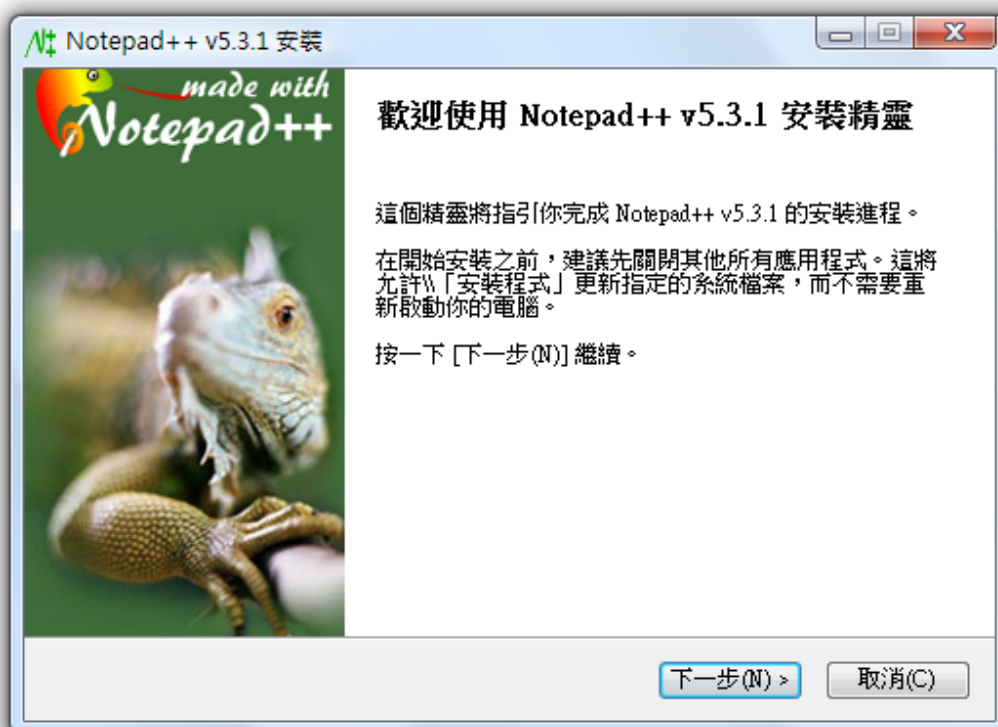 Notepad++ v5.3.1 安裝
made with
Notepad++
歡迎使用 Notepad++ v5.3.1 安裝精靈
這個精靈將指引你完成 Notepad++ v5.3.1 的安裝進程。
在開始安裝之前，建議先關閉其他所有應用程式。這將
允許\\「安裝程式」更新指定的系統檔案，而不需要重
新啟動你的電腦。
按一下 [下一步(N)] 繼續。
下一步(N) >
取消(C)